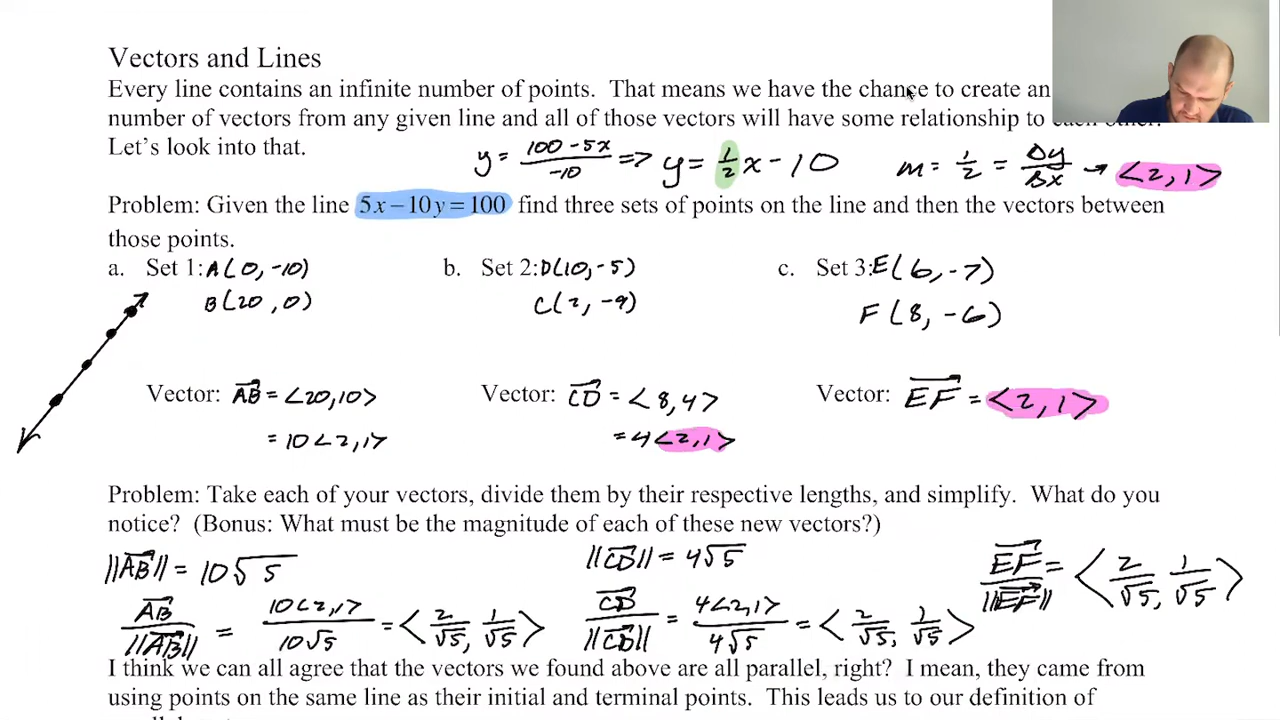 Vectors and Lines
Every line contains an infinite number of points. That means we have the chance to create an
number of vectors from any given line and all of those vectors will have some relationship to each other.
Let's look into that.
y = (100 - 5x)/(-10) => y = 1/2 x - 10 m = 1/2 = Δy/Δx → <2,1>
Problem: Given the line 5x-10y=100 find three sets of points on the line and then the vectors between
those points.
a. Set 1: A(0,-10) b. Set 2: D(10,-5) c. Set 3: E(6,-7)
B(20,0) C(2,-9) F(8,-6)
Vector: AB = <20,10> Vector: CD = <8,4> Vector: EF = <2,1>
= 10<2,1> = 4<2,1>
Problem: Take each of your vectors, divide them by their respective lengths, and simplify. What do you
notice? (Bonus: What must be the magnitude of each of these new vectors?)
||AB|| = 10√5 ||CD|| = 4√5 EF/||EF|| = <2/√5, 1/√5>
AB/||AB|| = 10<2,1>/10√5 = <2/√5, 1/√5> CD/||CD|| = 4<2,1>/4√5 = <2/√5, 1/√5>
I think we can all agree that the vectors we found above are all parallel, right? I mean, they came from
using points on the same line as their initial and terminal points. This leads us to our definition of